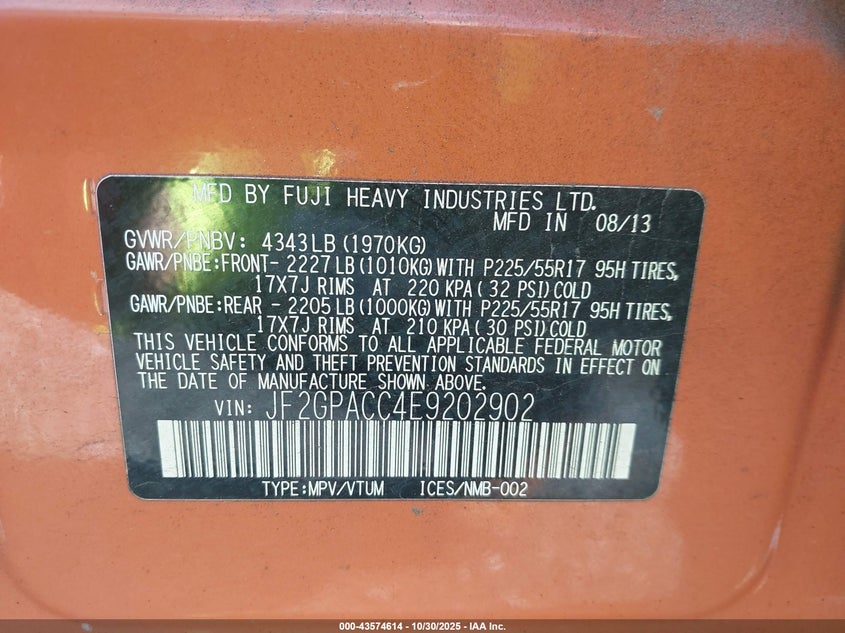 MFD BY FUJI HEAVY INDUSTRIES LTD.
MFD IN 08/13
GVWR/PNBV: 4343LB (1970KG)
GAWR/PNBE:FRONT- 2227LB (1010KG) WITH P225/55R17 95H TIRES,
17X7J RIMS AT 220 KPA ( 32 PSI) COLD
GAWR/PNBE:REAR - 2205LB (1000KG) WITH P225/55R17 95H TIRES,
17X7J RIMS AT 210 KPA ( 30 PSI) COLD
THIS VEHICLE CONFORMS TO ALL APPLICABLE FEDERAL MOTOR
VEHICLE SAFETY AND THEFT PREVENTION STANDARDS IN EFFECT ON
THE DATE OF MANUFACTURE SHOWN ABOVE.
VIN: JF2GPACC4E9202902
TYPE:MPV/VTUM ICES/NMB-002
000-43574614 - 10/30/2025 - IAA Inc.